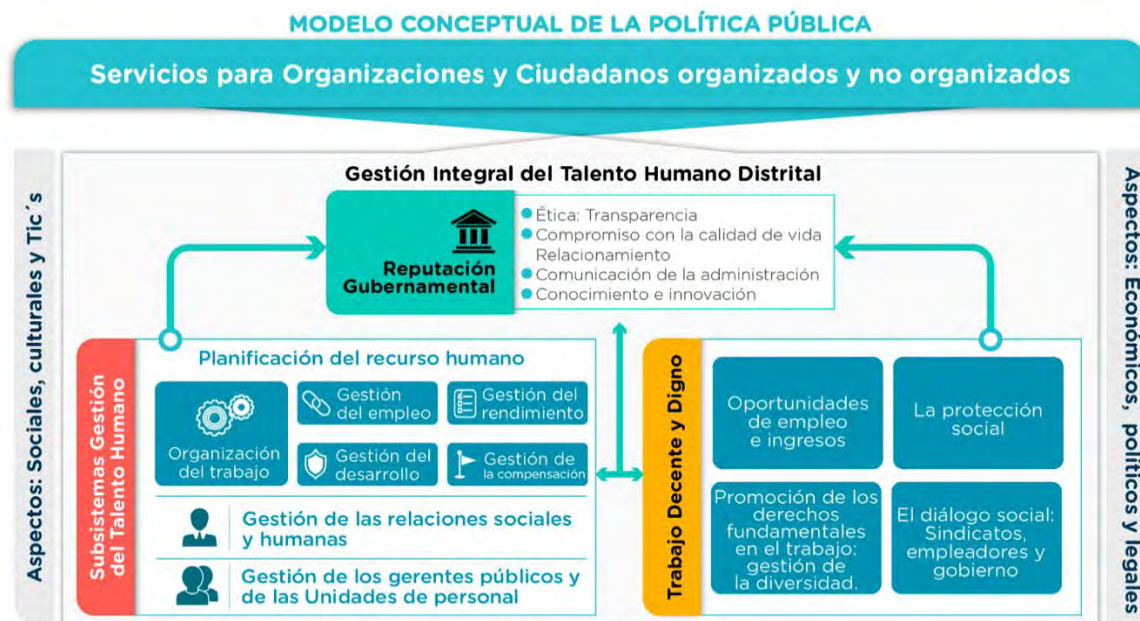 MODELO CONCEPTUAL DE LA POLÍTICA PÚBLICA
Servicios para Organizaciones y Ciudadanos organizados y no organizados
Aspectos: Sociales, culturales y Tic´s
Gestión Integral del Talento Humano Distrital
Reputación
Gubernamental
Ética: Transparencia
Compromiso con la calidad de vida
Relacionamiento
Comunicación de la administración
Conocimiento e innovación
Subsistemas Gestión
del Talento Humano
Planificación del recurso humano
Organización
del trabajo
Gestión
del empleo
Gestión del
rendimiento
Gestión del
desarrollo
Gestión de
la compensación
Gestión de las relaciones sociales
y humanas
Gestión de los gerentes públicos y
de las Unidades de personal
Trabajo Decente y Digno
Oportunidades
de empleo
e ingresos
La protección
social
Promoción de los
derechos
fundamentales
en el trabajo:
gestión de
la diversidad.
El diálogo social:
Sindicatos,
empleadores y
gobierno
Aspectos: Económicos, políticos y legales